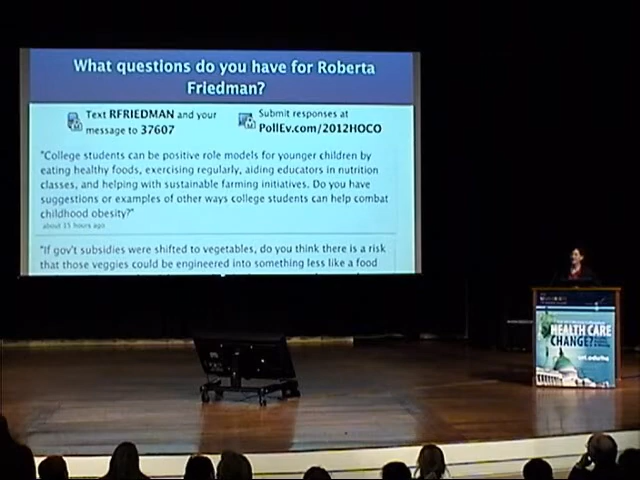 What questions do you have for Roberta
Friedman?
Text RFRIEDMAN and your
message to 37607
Submit responses at
PollEv.com/2012HOCO
"College students can be positive role models for younger children by
eating healthy foods, exercising regularly, aiding educators in nutrition
classes, and helping with sustainable farming initiatives. Do you have
suggestions or examples of other ways college students can help combat
childhood obesity?"
about 15 hours ago
"If gov't subsidies were shifted to vegetables, do you think there is a risk
that those veggies could be engineered into something less like a food
HEALTH CARE
CHANGE?